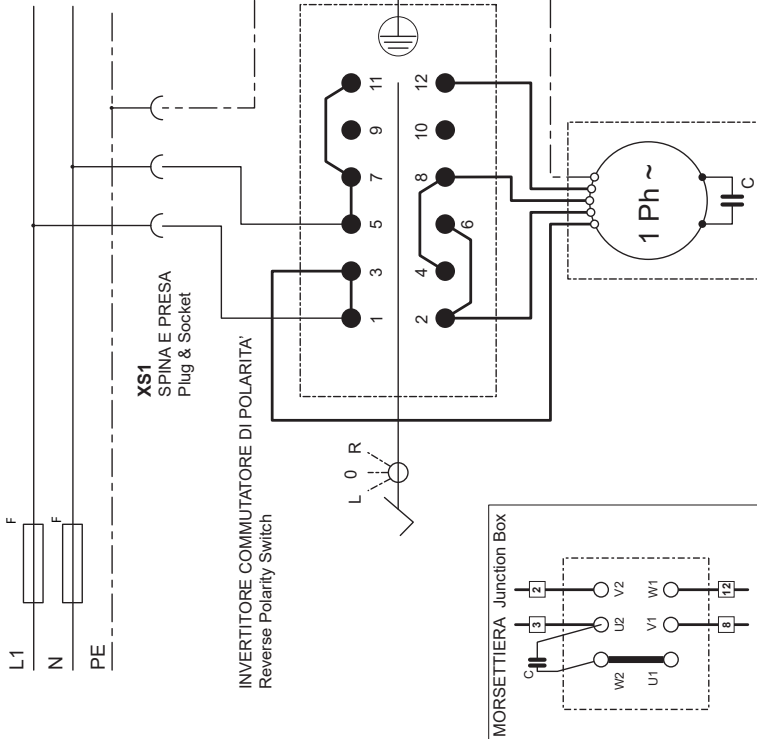 L1
F
N
F
PE
XS1
SPINA E PRESA
Plug & Socket
INVERTITORE COMMUTATORE DI POLARITA'
Reverse Polarity Switch
1
3
5
7
9
11
2
4
6
8
10
12
L 0 R
1 Ph ~
C
MORSETTIERA Junction Box
C
3
2
W2
U2
V2
U1
V1
W1
8
12